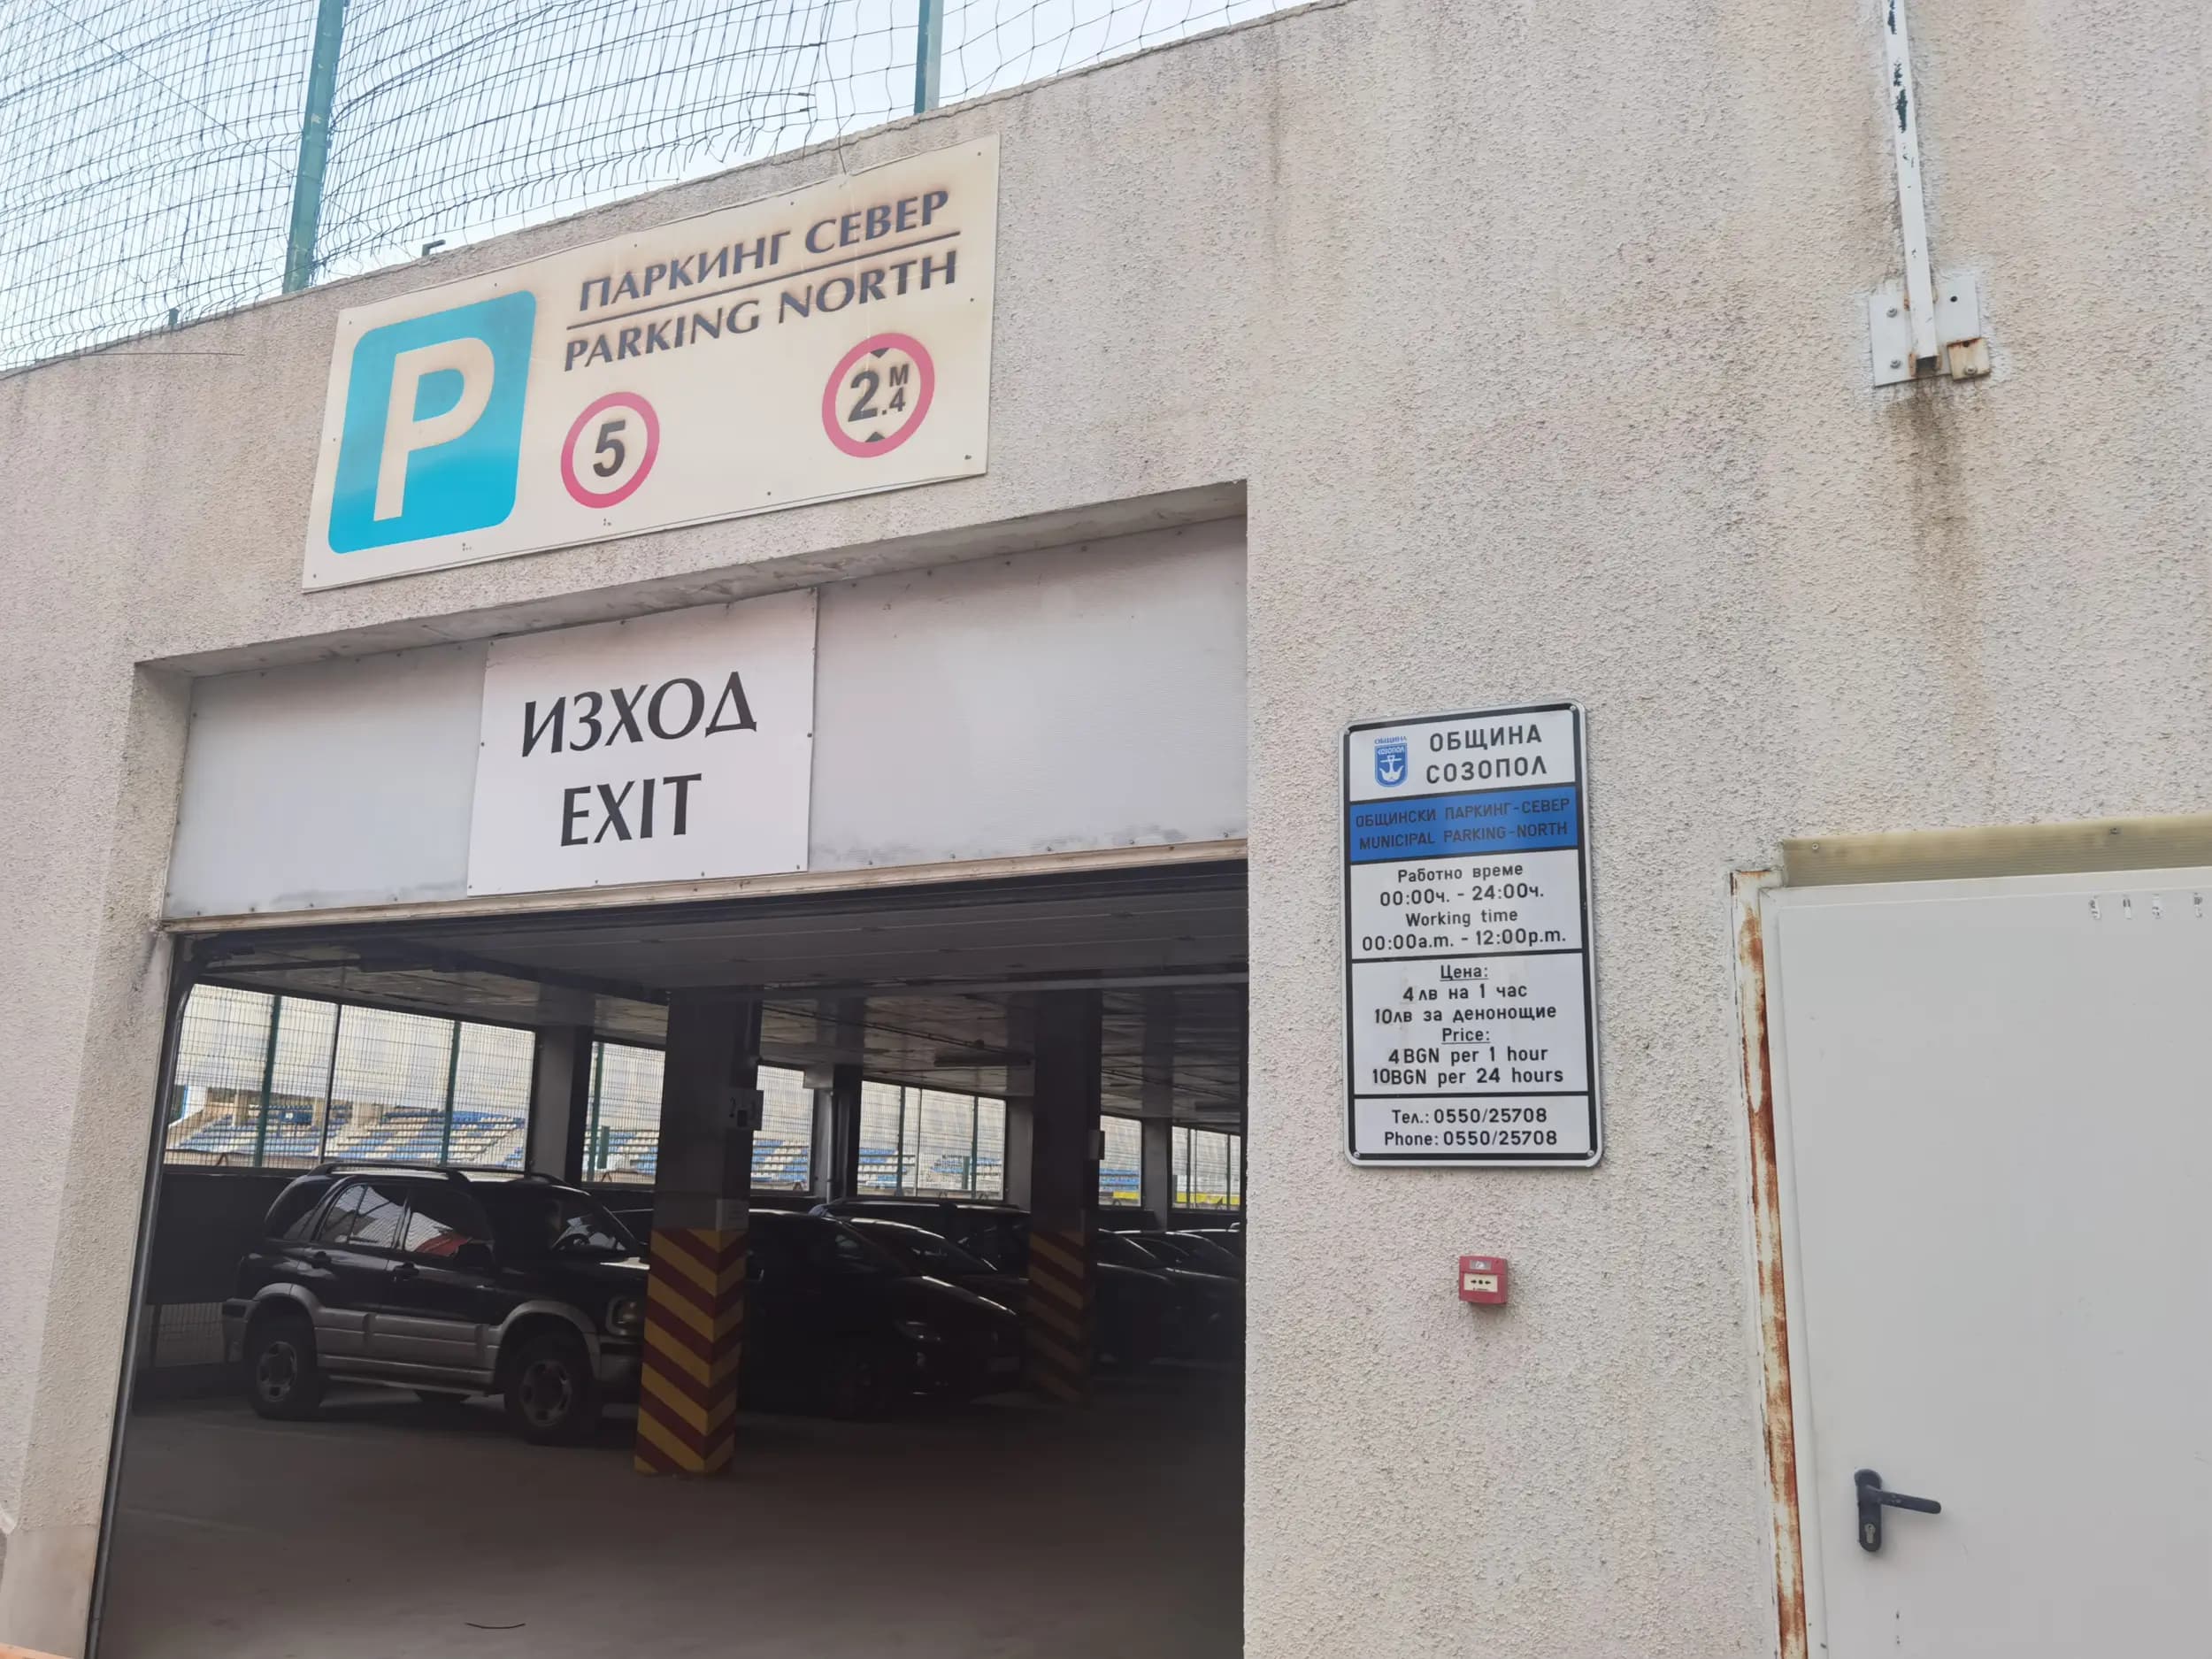 ПАРКИНГ СЕВЕР
PARKING NORTH
P
5
2.4 M
ИЗХОД
EXIT
ОБЩИНА
СОЗОПОЛ
ОБЩИНА
СОЗОПОЛ
ОБЩИНСКИ ПАРКИНГ-СЕВЕР
MUNICIPAL PARKING-NORTH
Работно време
00:00ч. - 24:00ч.
Working time
00:00a.m. - 12:00p.m.
Цена:
4лв на 1 час
10лв за денонощие
Price:
4BGN per 1 hour
10BGN per 24 hours
Тел.: 0550/25708
Phone: 0550/25708